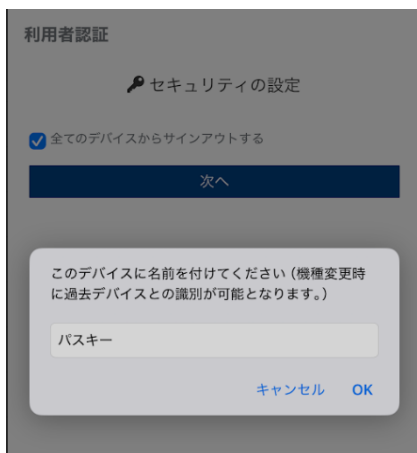 利用者認証
セキュリティの設定
全てのデバイスからサインアウトする
次へ
このデバイスに名前を付けてください（機種変更時
に過去デバイスとの識別が可能となります。）
パスキー
キャンセル OK